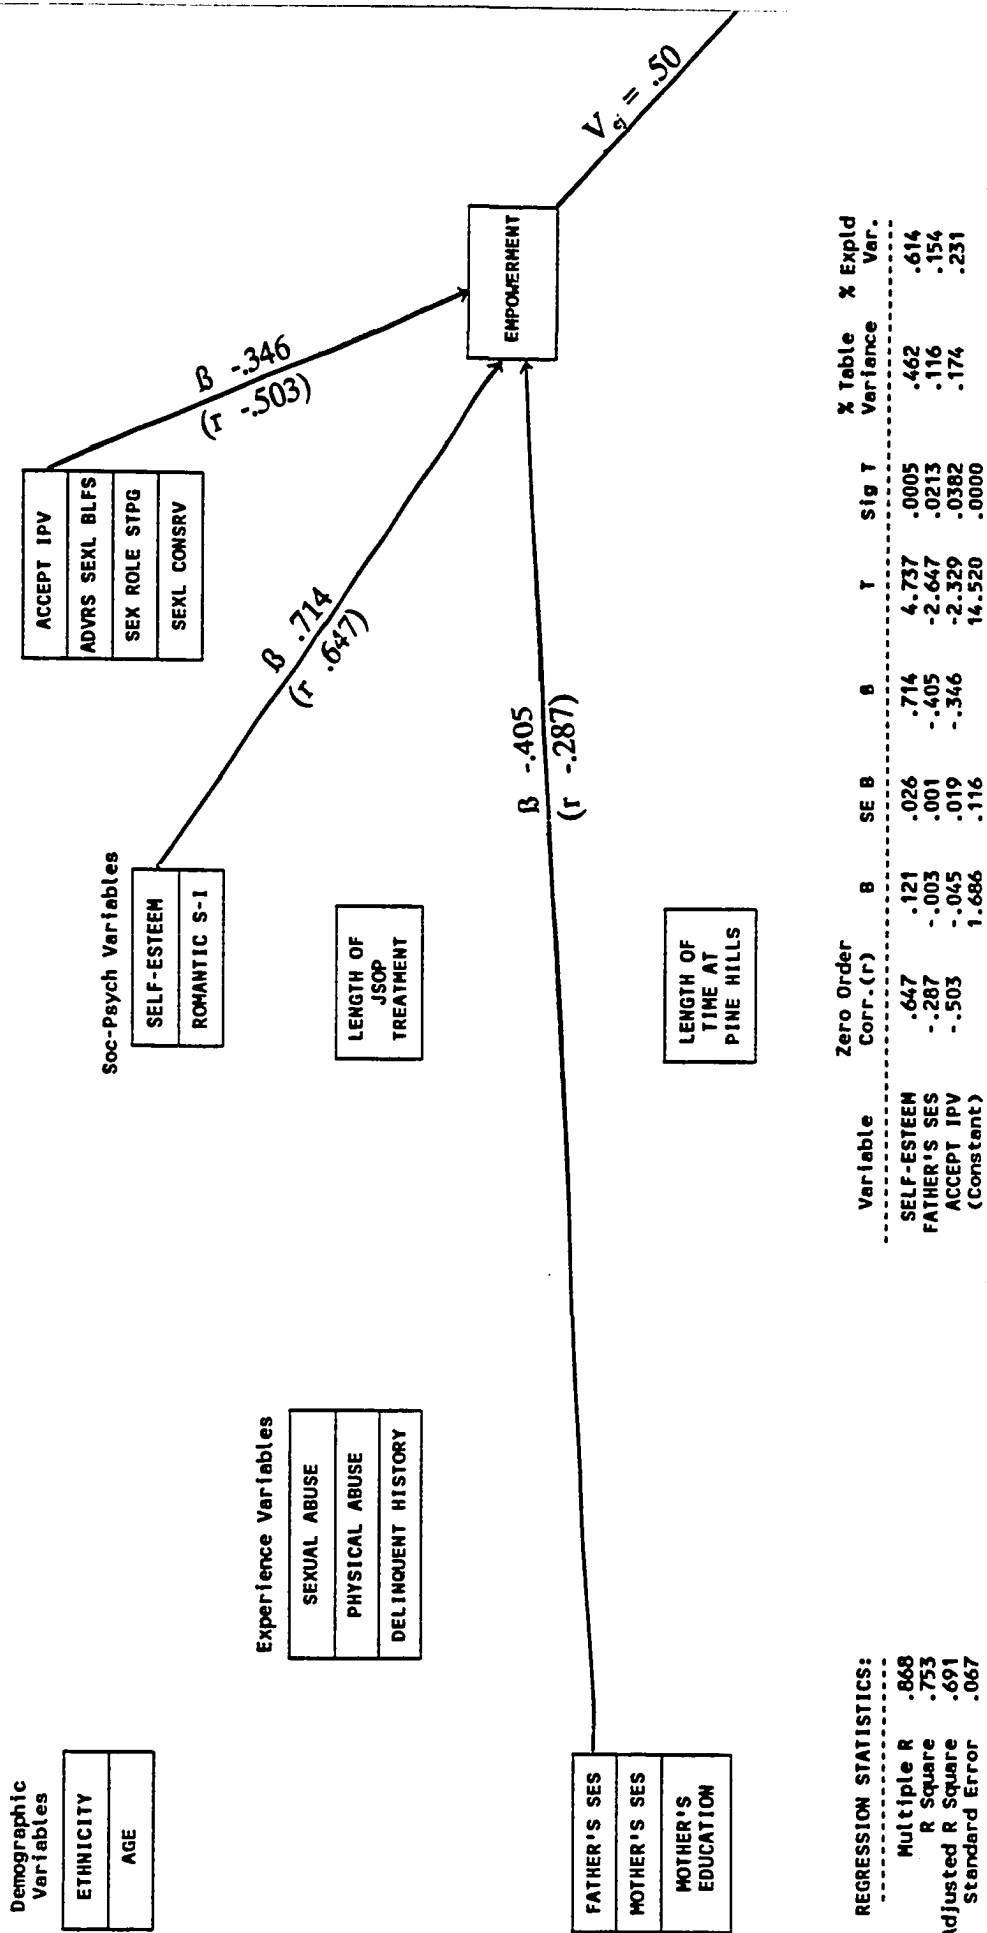 Demographic
Variables
ETHNICITY
AGE
Experience Variables
SEXUAL ABUSE
PHYSICAL ABUSE
DELINQUENT HISTORY
FATHER'S SES
MOTHER'S SES
MOTHER'S
EDUCATION
Soc-Psych Variables
SELF-ESTEEM
ROMANTIC S-I
LENGTH OF
JSOP
TREATMENT
LENGTH OF
TIME AT
PINE HILLS
ACCEPT IPV
ADVRS SEXL BLFS
SEX ROLE STPG
SEXL CONSRV
ß -.346
(r -.503)
ß .714
(r .647)
ß -.405
(r -.287)
EMPOWERMENT
= .50
REGRESSION STATISTICS:
Multiple R .868
R Square .753
Adjusted R Square .691
Standard Error .067
Variable Zero Order Corr.(r) B SE B ß T Sig T % Table Variance % Expld Var.
SELF-ESTEEM .647 .121 .026 .714 4.737 .0005 .462 .614
FATHER'S SES -.287 -.003 .001 -.405 -2.647 .0213 .116 .154
ACCEPT IPV -.503 -.045 .019 -.346 -2.329 .0382 .174 .231
(Constant) 1.686 .116 14.520 .0000